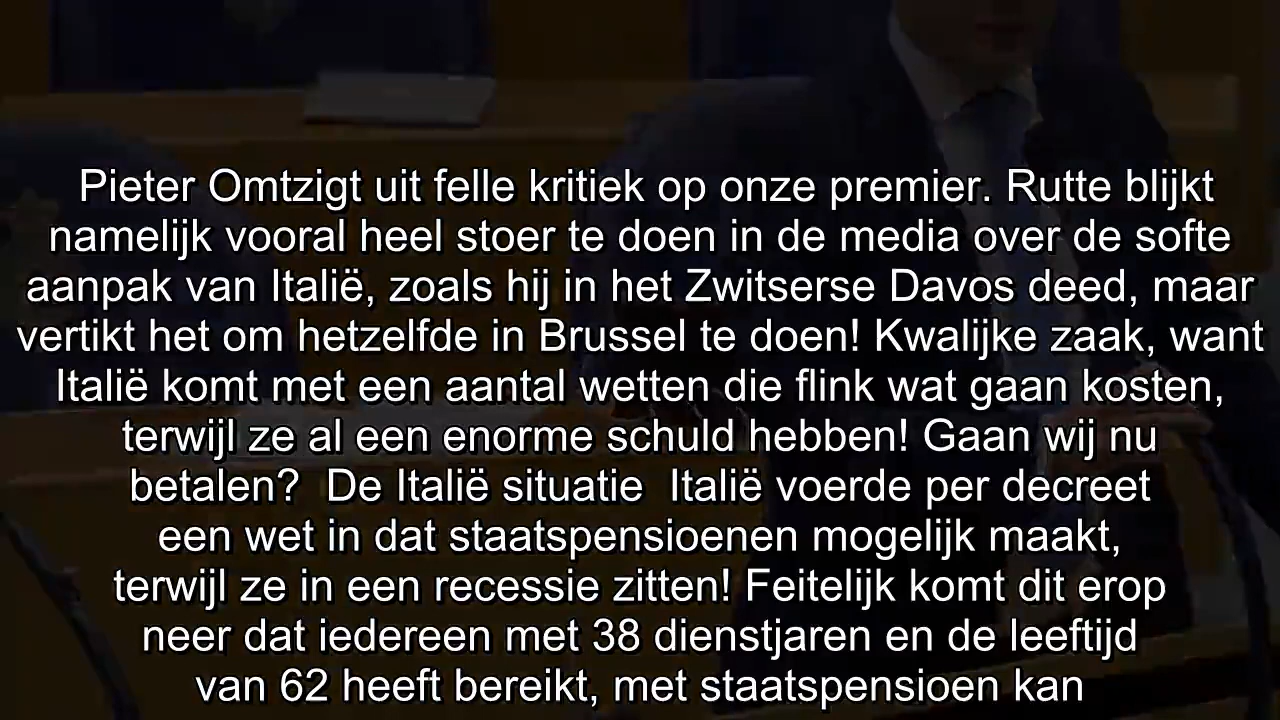 Pieter Omtzigt uit felle kritiek op onze premier. Rutte blijkt
namelijk vooral heel stoer te doen in de media over de softe
aanpak van Italië, zoals hij in het Zwitserse Davos deed, maar
vertikt het om hetzelfde in Brussel te doen! Kwalijke zaak, want
Italië komt met een aantal wetten die flink wat gaan kosten,
terwijl ze al een enorme schuld hebben! Gaan wij nu
betalen?  De Italië situatie  Italië voerde per decreet
een wet in dat staatspensioenen mogelijk maakt,
terwijl ze in een recessie zitten! Feitelijk komt dit erop
neer dat iedereen met 38 dienstjaren en de leeftijd
van 62 heeft bereikt, met staatspensioen kan